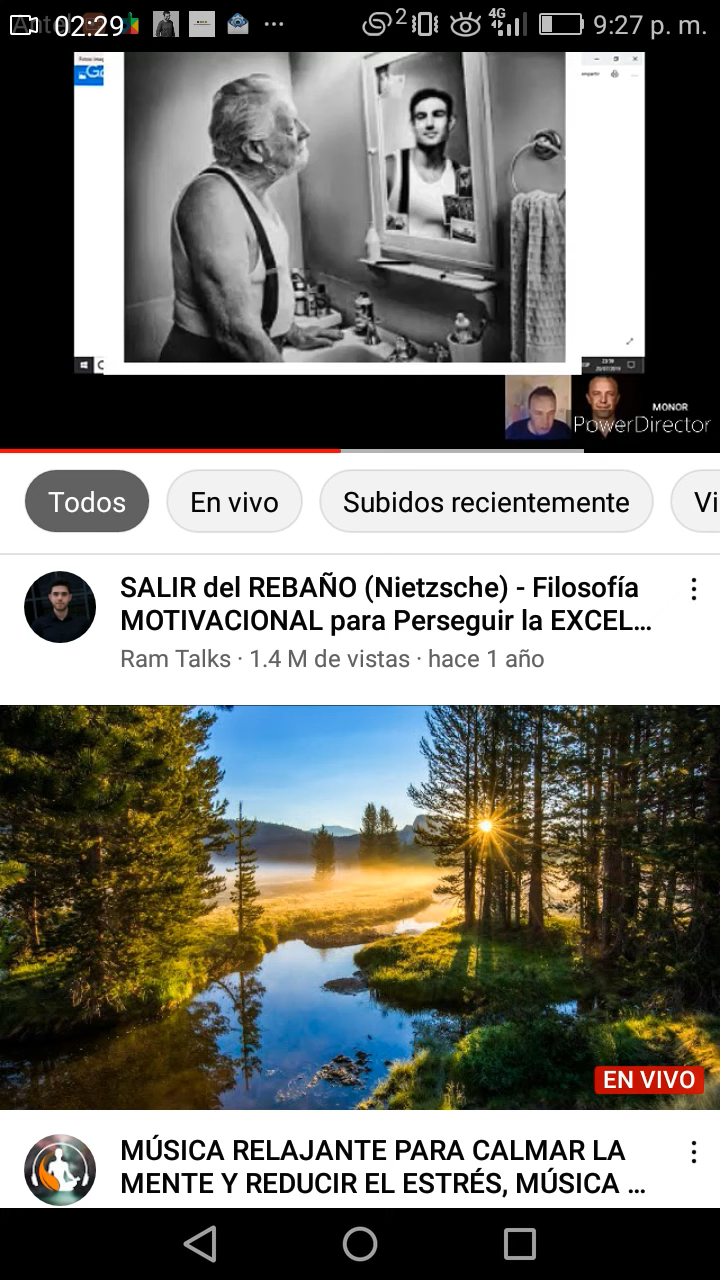 02:29
2
4G
9:27 p. m.
MONOR
PowerDirector
Todos
En vivo
Subidos recientemente
Vi
SALIR del REBAÑO (Nietzsche) - Filosofía
MOTIVACIONAL para Perseguir la EXCEL...
Ram Talks · 1.4 M de vistas · hace 1 año
EN VIVO
MÚSICA RELAJANTE PARA CALMAR LA
MENTE Y REDUCIR EL ESTRÉS, MÚSICA ...